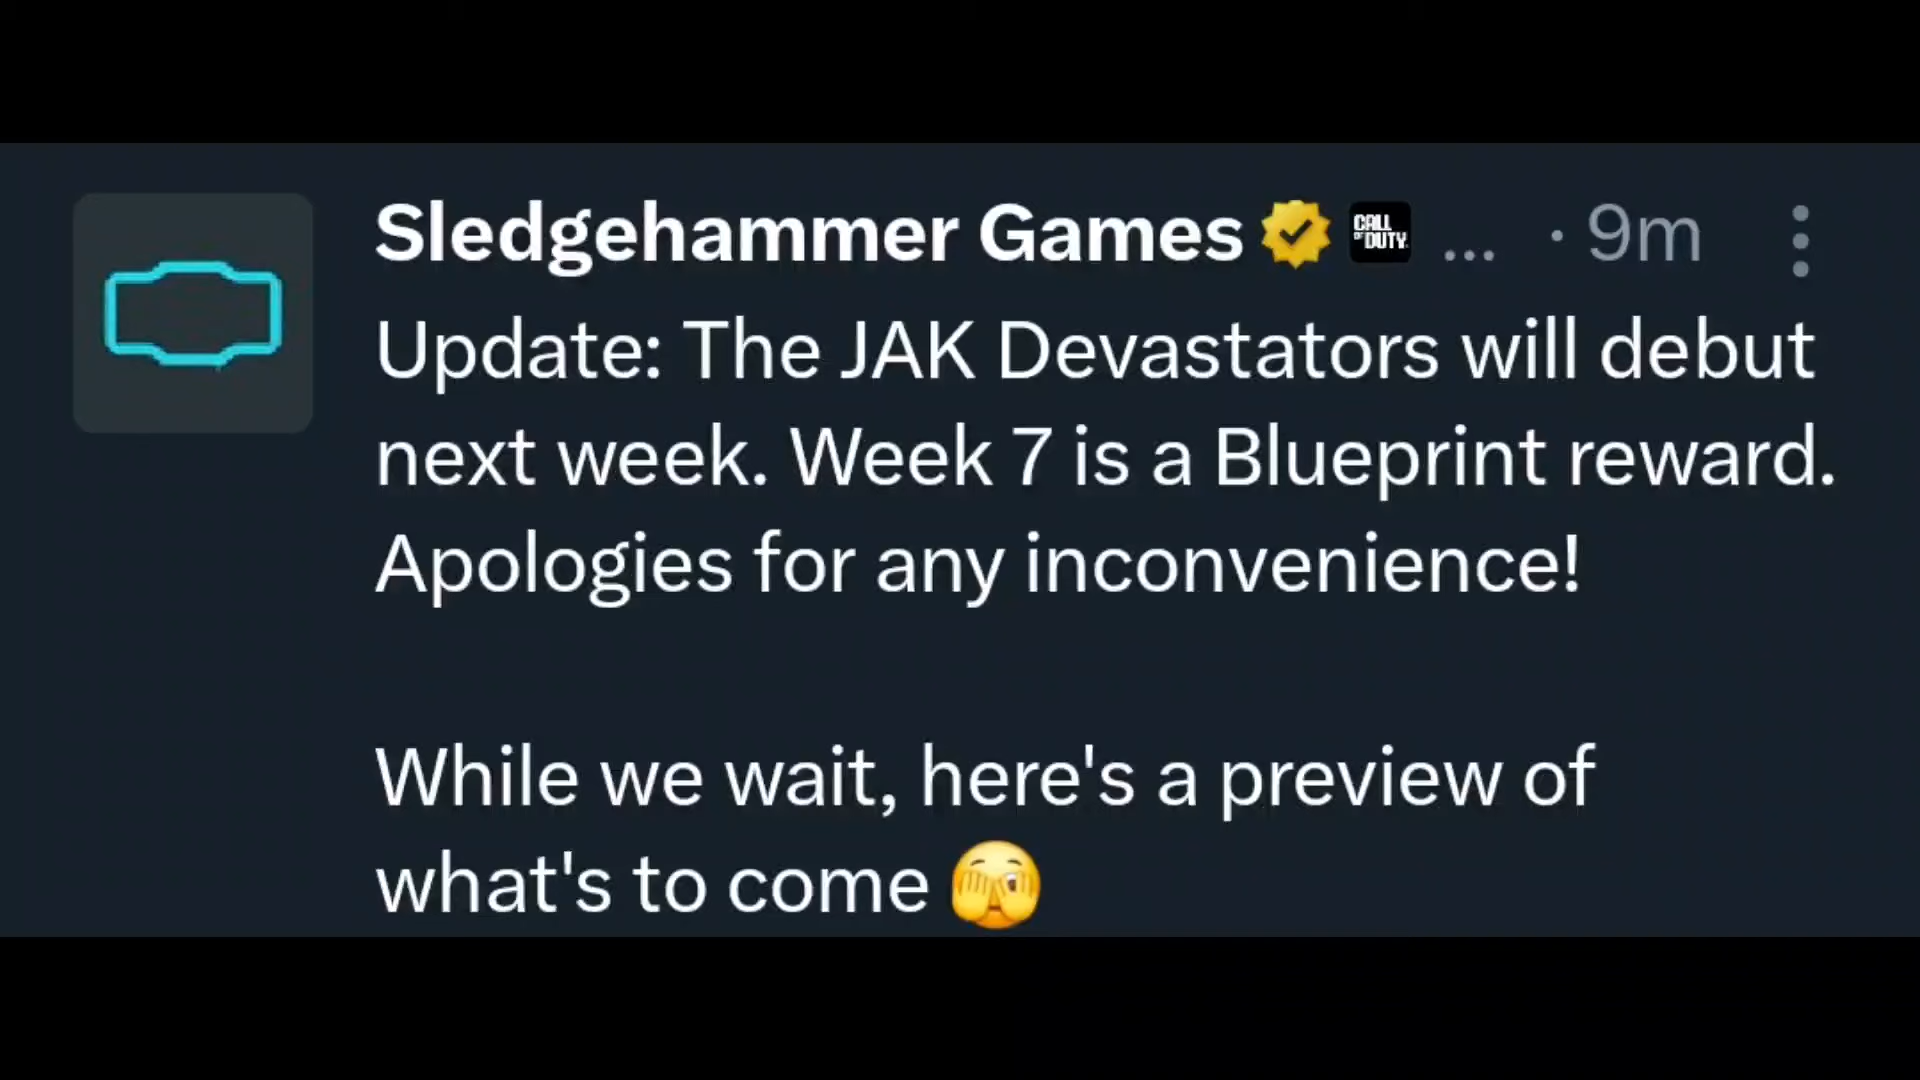 Sledgehammer Games CALL OF DUTY ... · 9m
Update: The JAK Devastators will debut
next week. Week 7 is a Blueprint reward.
Apologies for any inconvenience!
While we wait, here's a preview of
what's to come 🫣